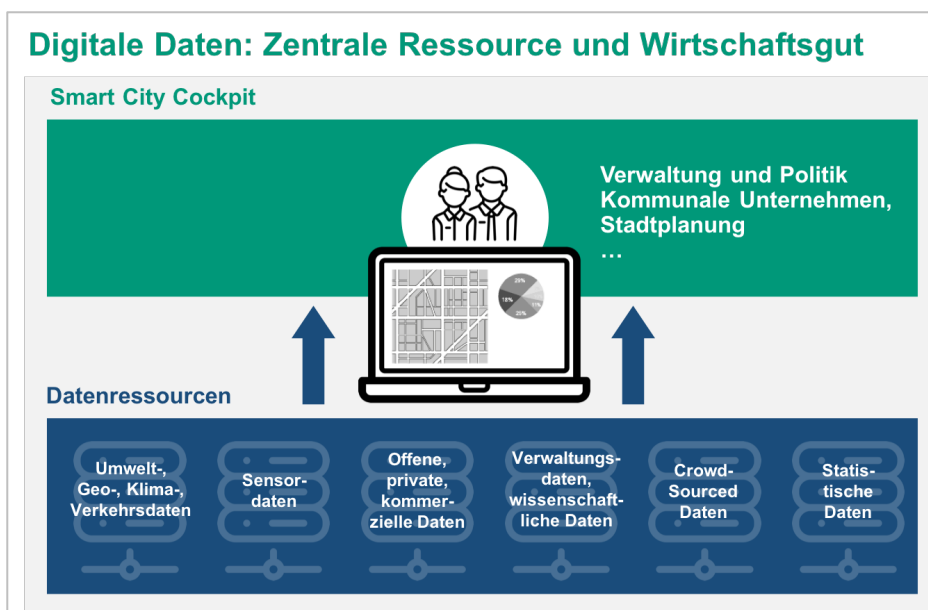 Digitale Daten: Zentrale Ressource und Wirtschaftsgut
Smart City Cockpit
Verwaltung und Politik
Kommunale Unternehmen,
Stadtplanung
…
18%
25%
Datenressourcen
Umwelt-,
Geo-, Klima-,
Verkehrsdaten
Sensor-
daten
Offene,
private,
kommer-
zielle Daten
Verwaltungs-
daten,
wissenschaft-
liche Daten
Crowd-
Sourced
Daten
Statis-
tische
Daten